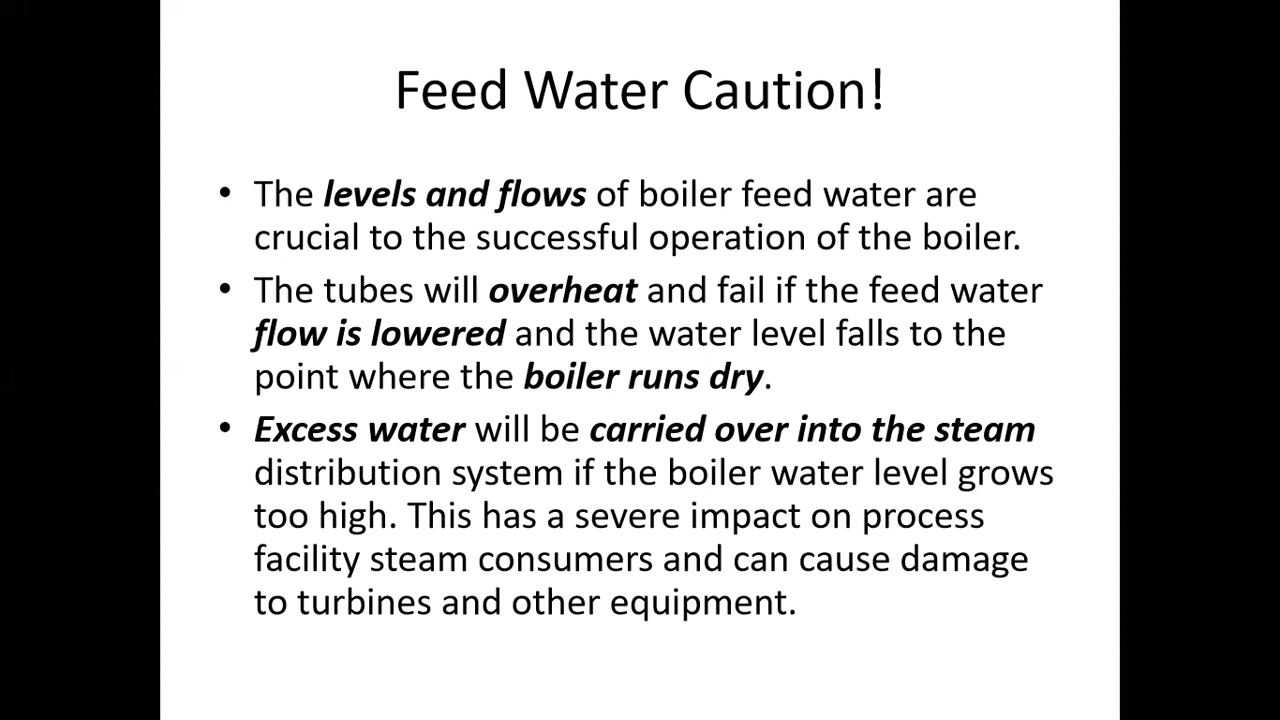 Feed Water Caution!
• The levels and flows of boiler feed water are
crucial to the successful operation of the boiler.
• The tubes will overheat and fail if the feed water
flow is lowered and the water level falls to the
point where the boiler runs dry.
• Excess water will be carried over into the steam
distribution system if the boiler water level grows
too high. This has a severe impact on process
facility steam consumers and can cause damage
to turbines and other equipment.